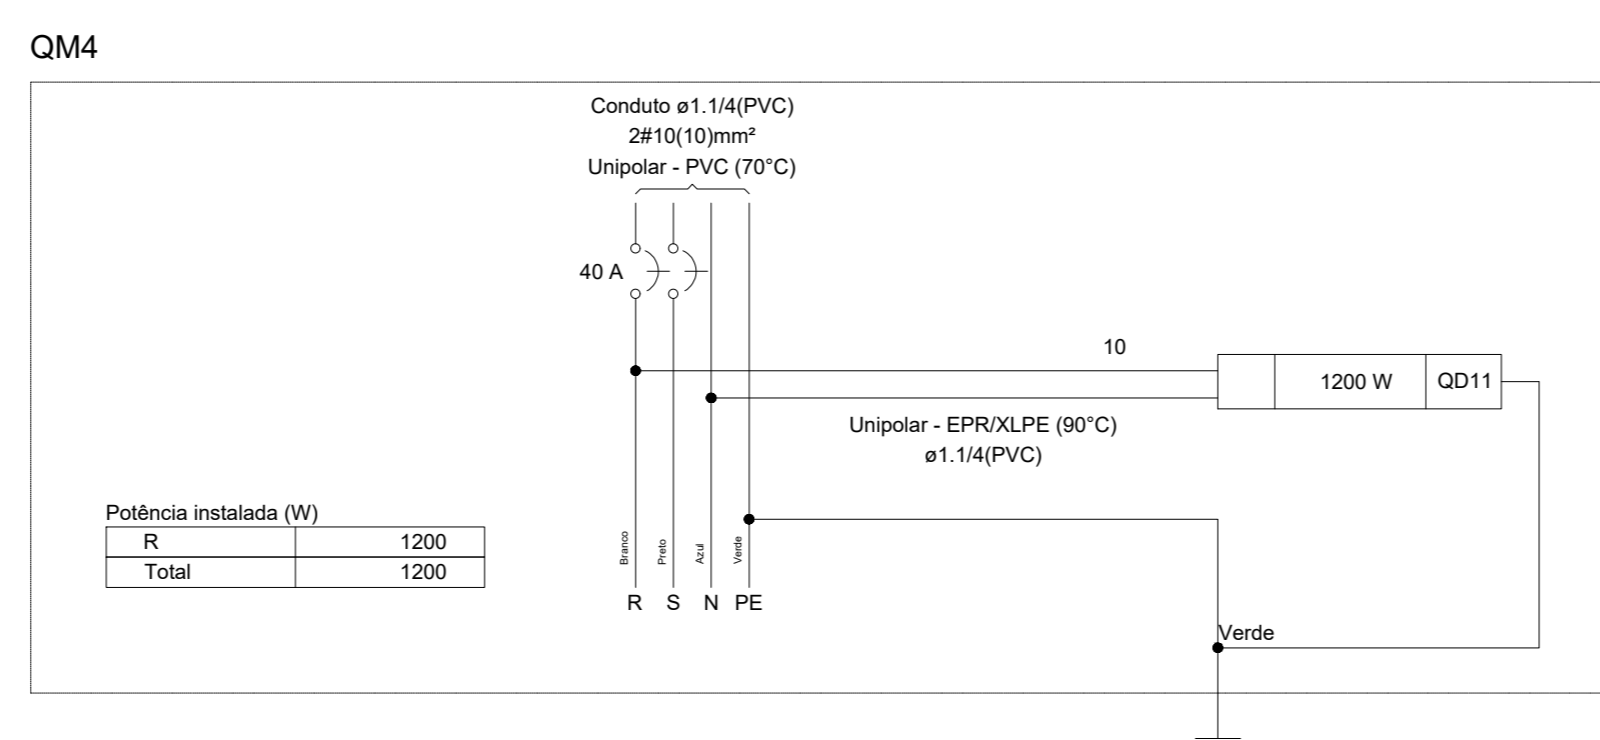 QM4
Conduto ø1.1/4(PVC)
2#10(10)mm²
Unipolar - PVC (70°C)
40 A
10
1200 W
QD11
Unipolar - EPR/XLPE (90°C)
ø1.1/4(PVC)
Potência instalada (W)
R 1200
Total 1200
Branco
Preto
Azul
Verde
R S N PE
Verde